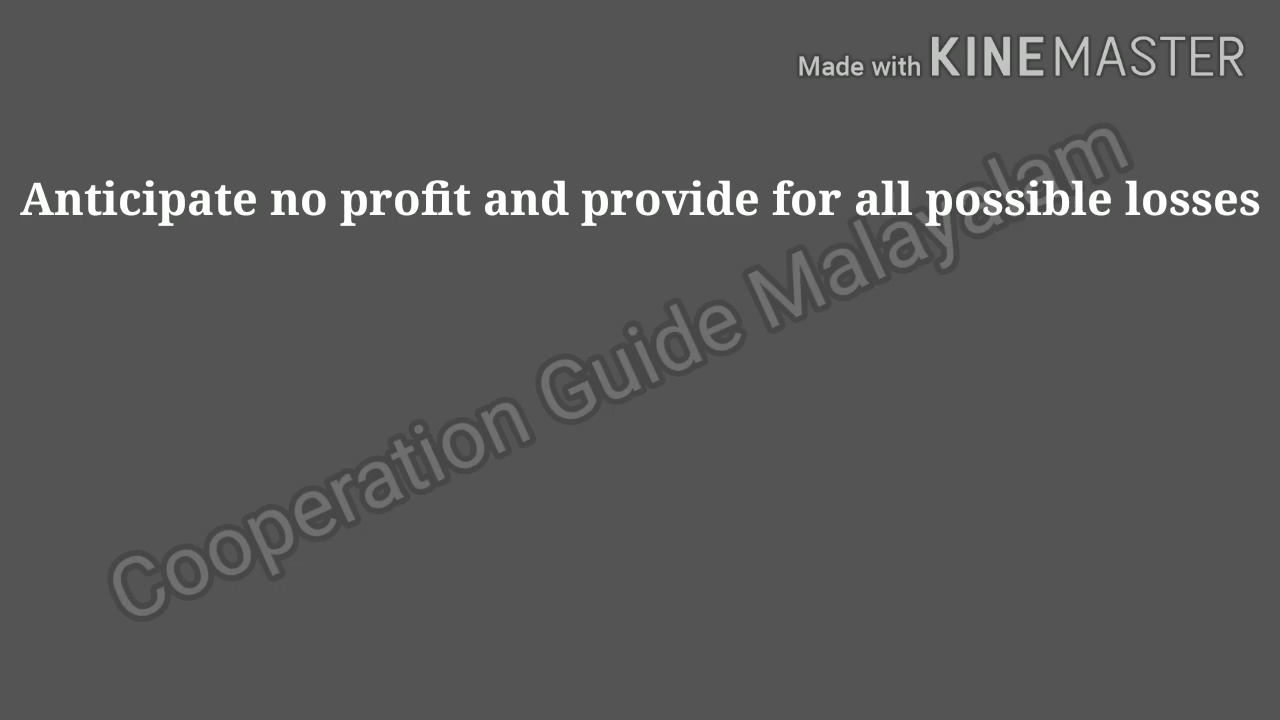 Made with KINEMASTER
Anticipate no profit and provide for all possible losses
Cooperation Guide Malayalam